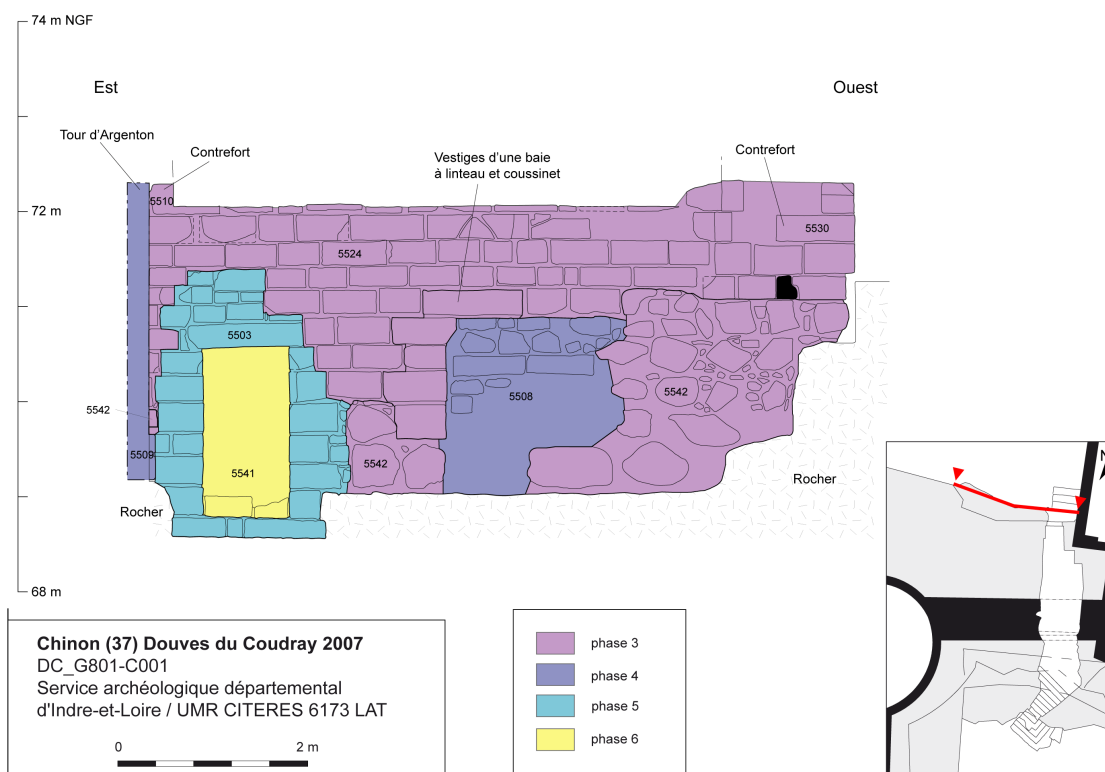 74 m NGF
Est
Ouest
Tour d'Argenton
Contrefort
Vestiges d'une baie
à linteau et coussinet
Contrefort
5510
72 m
5530
5524
5503
5542
5508
5542
5509
5541
5542
Rocher
Rocher
N
68 m
Chinon (37) Douves du Coudray 2007
DC_G801-C001
Service archéologique départemental
d'Indre-et-Loire / UMR CITERES 6173 LAT
0
2 m
phase 3
phase 4
phase 5
phase 6